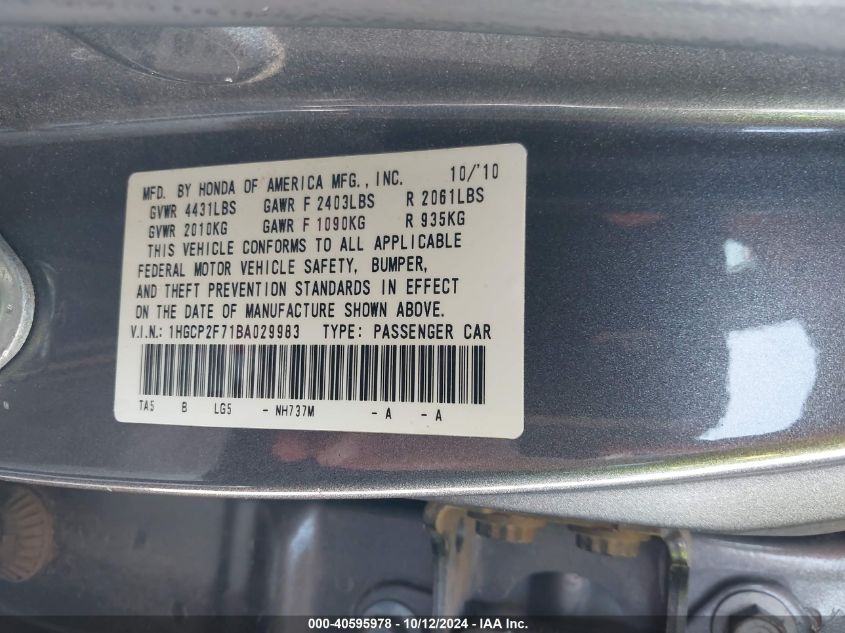 MFD. BY HONDA OF AMERICA MFG., INC. 10/'10
GVWR 4431LBS GAWR F 2403LBS R 2061LBS
GVWR 2010KG GAWR F 1090KG R 935KG
THIS VEHICLE CONFORMS TO ALL APPLICABLE
FEDERAL MOTOR VEHICLE SAFETY, BUMPER,
AND THEFT PREVENTION STANDARDS IN EFFECT
ON THE DATE OF MANUFACTURE SHOWN ABOVE.
V.I.N.: 1HGCP2F71BA029983 TYPE: PASSENGER CAR
TA5 B LG5 - NH737M - A - A
000-40595978 - 10/12/2024 - IAA Inc.